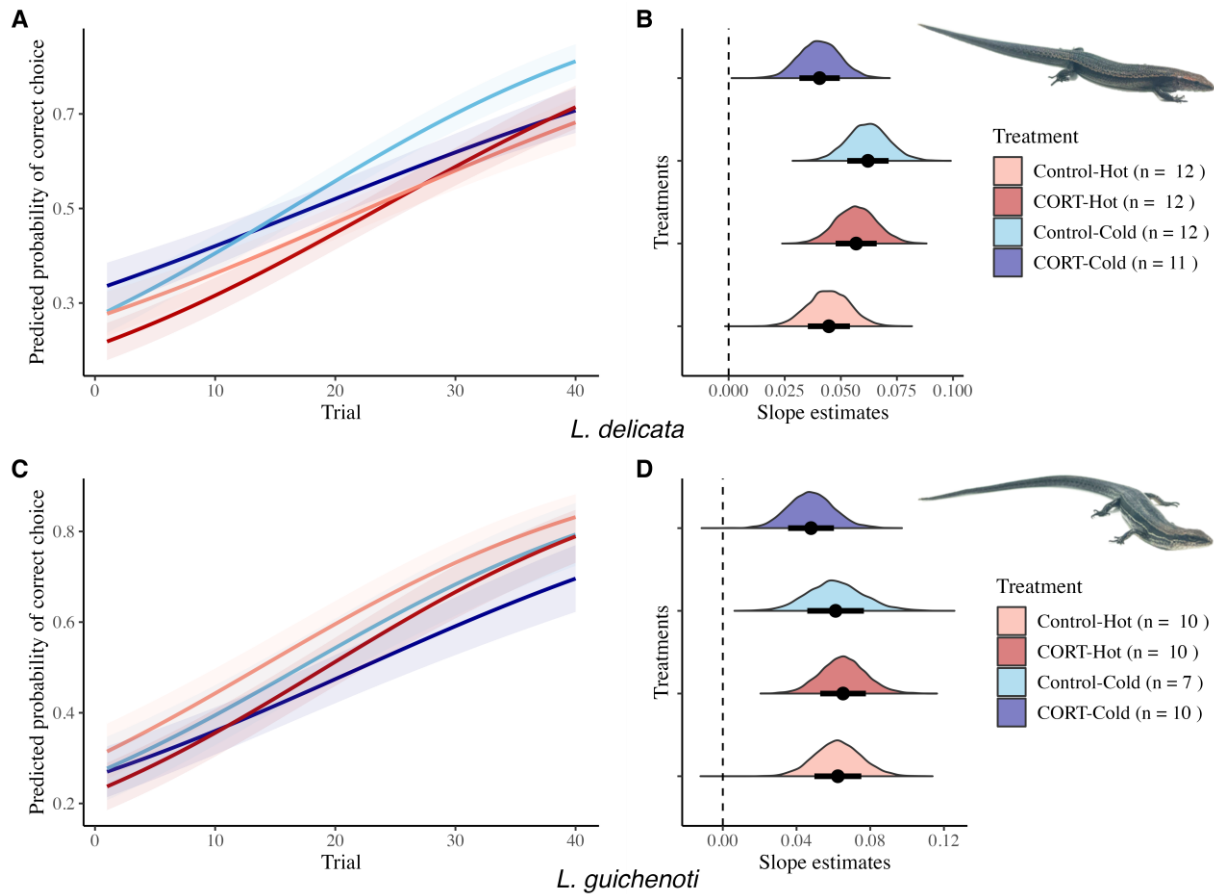 A
Predicted probability of correct choice
0.7
0.5
0.3
0
10
20
30
40
Trial
B
Treatments
0.000
0.025
0.050
0.075
0.100
Slope estimates
Treatment
Control-Hot (n = 12 )
CORT-Hot (n = 12 )
Control-Cold (n = 12 )
CORT-Cold (n = 11 )
L. delicata
C
Predicted probability of correct choice
0.8
0.6
0.4
0.2
0
10
20
30
40
Trial
D
Treatments
0.00
0.04
0.08
0.12
Slope estimates
Treatment
Control-Hot (n = 10 )
CORT-Hot (n = 10 )
Control-Cold (n = 7 )
CORT-Cold (n = 10 )
L. guichenoti